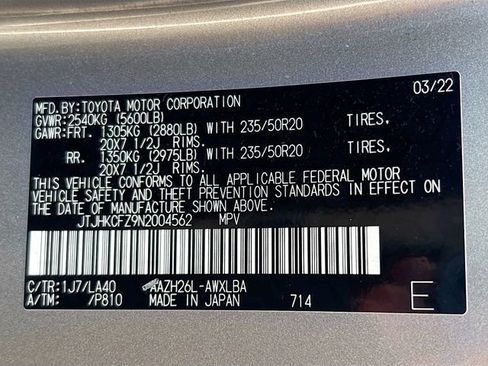 MFD.BY:TOYOTA MOTOR CORPORATION 03/22
GVWR:2540KG (5600LB)
GAWR:FRT. 1305KG (2880LB) WITH 235/50R20 TIRES.
20X7 1/2J RIMS.
RR. 1350KG (2975LB) WITH 235/50R20 TIRES.
20X7 1/2J RIMS.
THIS VEHICLE CONFORMS TO ALL APPLICABLE FEDERAL MOTOR
VEHICLE SAFETY AND THEFT PREVENTION STANDARDS IN EFFECT
ON THE DATE OF MANUFACTURE SHOWN ABOVE.
JTJHKCFZ9N2004562 MPV
C/TR:1J7/LA40 AAZH26L-AWXLBA
A/TM: /P810 MADE IN JAPAN 714 E